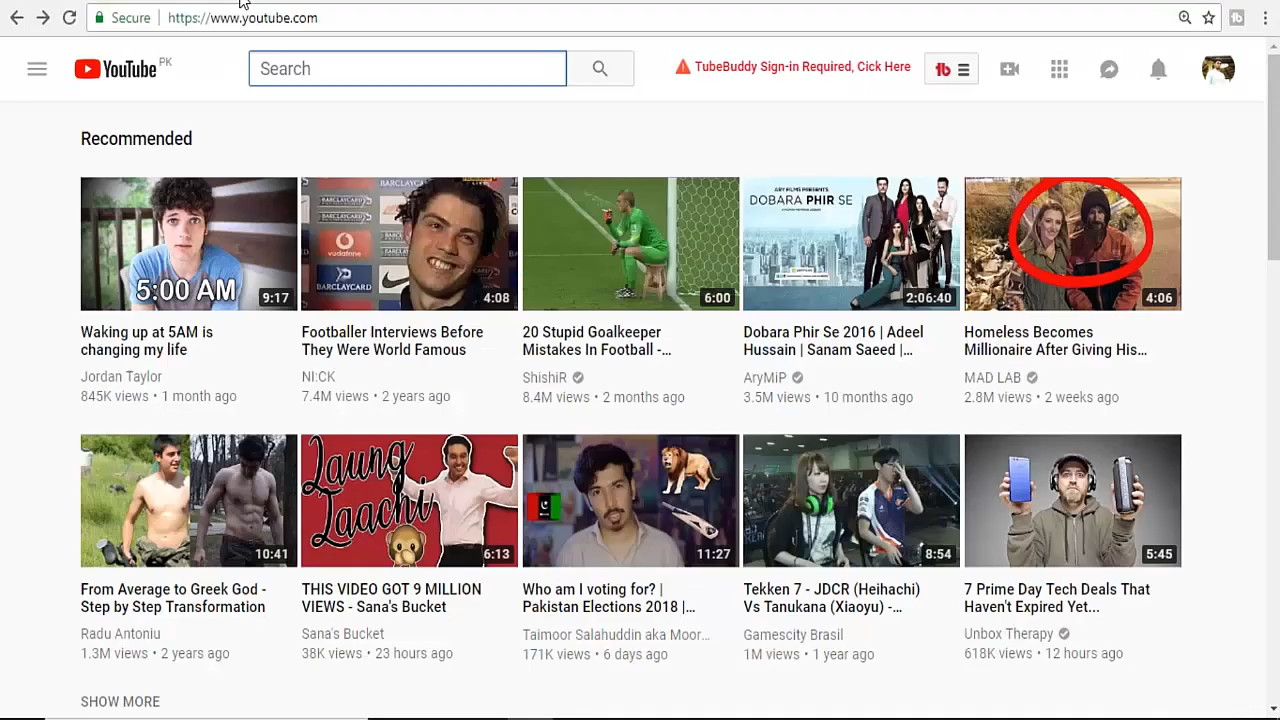 Secure | https://www.youtube.com
YouTube PK
Search
TubeBuddy Sign-in Required, Cick Here
tb
Recommended
5:00 AM
9:17
BARCLAYCARD
vodafone
BARCLAYCARD
4:08
6:00
ARY FILMS PRESENTS
DOBARA PHIR SE
2:06:40
4:06
Waking up at 5AM is
changing my life
Jordan Taylor
845K views • 1 month ago
Footballer Interviews Before
They Were World Famous
NI:CK
7.4M views • 2 years ago
20 Stupid Goalkeeper
Mistakes In Football -...
ShishiR
8.4M views • 2 months ago
Dobara Phir Se 2016 | Adeel
Hussain | Sanam Saeed |...
AryMiP
3.5M views • 10 months ago
Homeless Becomes
Millionaire After Giving His...
MAD LAB
2.8M views • 2 weeks ago
10:41
Laung
Laachi
6:13
11:27
8:54
5:45
From Average to Greek God -
Step by Step Transformation
Radu Antoniu
1.3M views • 2 years ago
THIS VIDEO GOT 9 MILLION
VIEWS - Sana's Bucket
Sana's Bucket
38K views • 23 hours ago
Who am I voting for? |
Pakistan Elections 2018 |...
Taimoor Salahuddin aka Moor...
171K views • 6 days ago
Tekken 7 - JDCR (Heihachi)
Vs Tanukana (Xiaoyu) -...
Gamescity Brasil
1M views • 1 year ago
7 Prime Day Tech Deals That
Haven't Expired Yet...
Unbox Therapy
618K views • 12 hours ago
SHOW MORE